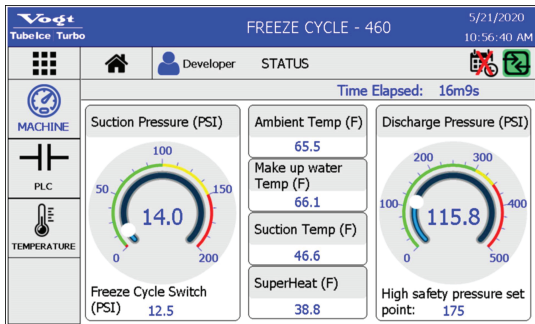 Vogt
TubeIce Turbo
FREEZE CYCLE - 460
5/21/2020
10:56:40 AM
Developer
STATUS
Time Elapsed: 16m9s
MACHINE
PLC
TEMPERATURE
Suction Pressure (PSI)
0
50
100
150
200
14.0
Freeze Cycle Switch
(PSI) 12.5
Ambient Temp (F)
65.5
Make up water
Temp (F)
66.1
Suction Temp (F)
46.6
SuperHeat (F)
38.8
Discharge Pressure (PSI)
0
100
200
300
400
500
115.8
High safety pressure set
point: 175